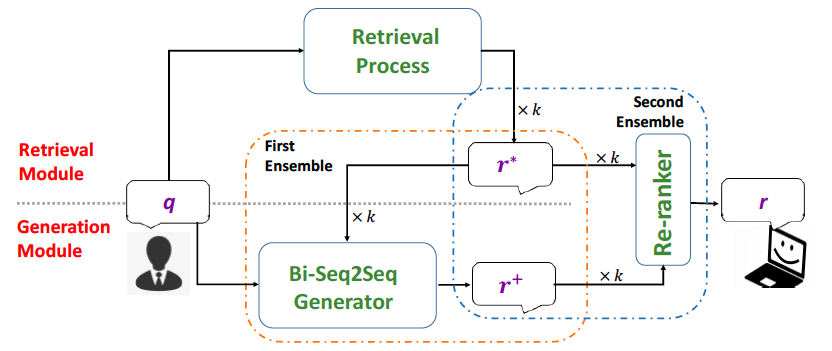 Retrieval
Process
× k
Second
Ensemble
First
Ensemble
Retrieval
Module
r*
× k
Re-ranker
q
r
× k
Generation
Module
Bi-Seq2Seq
Generator
r+
× k